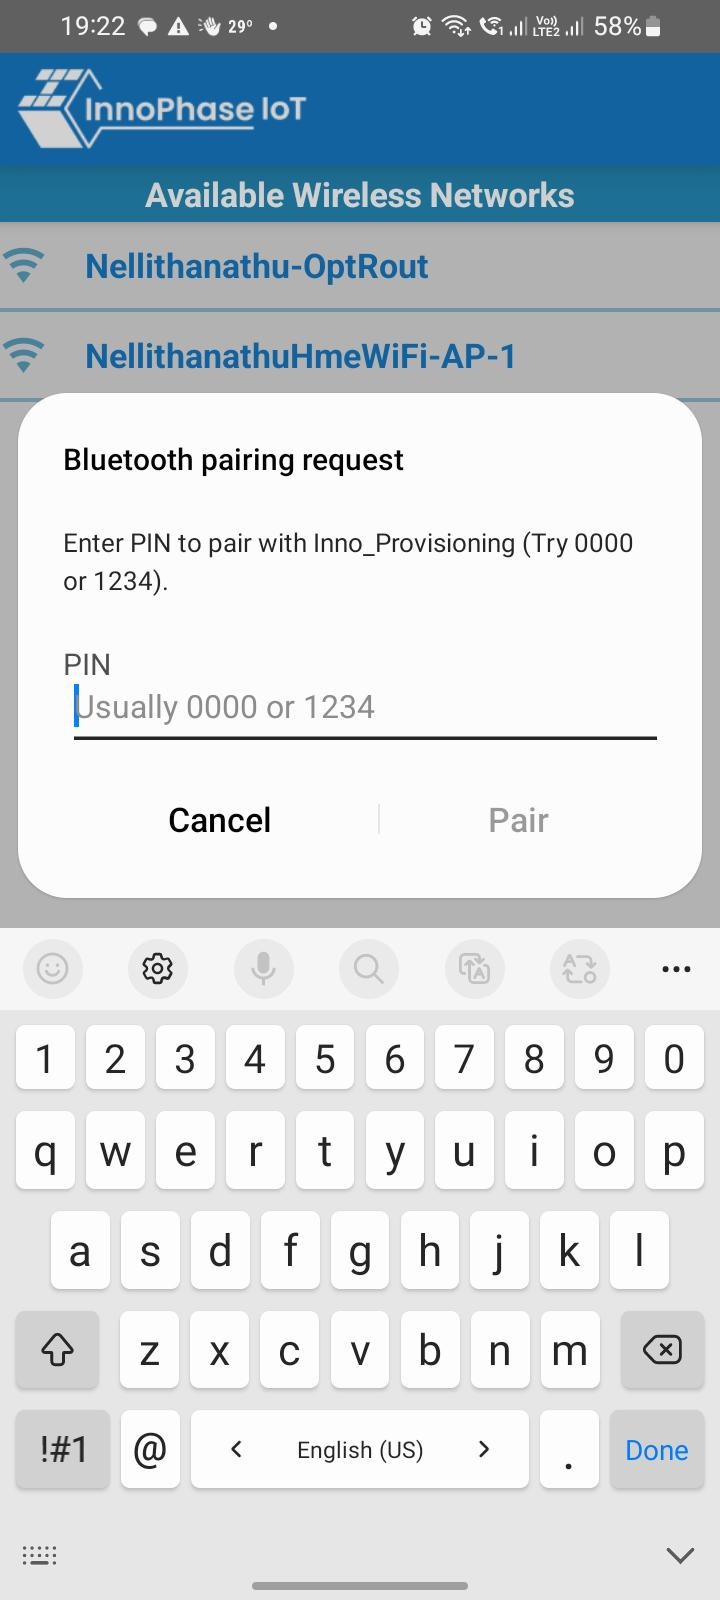 19:22 29° Vo)) LTE2 58%
InnoPhase IoT
Available Wireless Networks
Nellithanathu-OptRout
NellithanathuHmeWiFi-AP-1
Bluetooth pairing request
Enter PIN to pair with Inno_Provisioning (Try 0000
or 1234).
PIN
Usually 0000 or 1234
Cancel Pair
1 2 3 4 5 6 7 8 9 0
q w e r t y u i o p
a s d f g h j k l
z x c v b n m
!#1 @ < English (US) > . Done